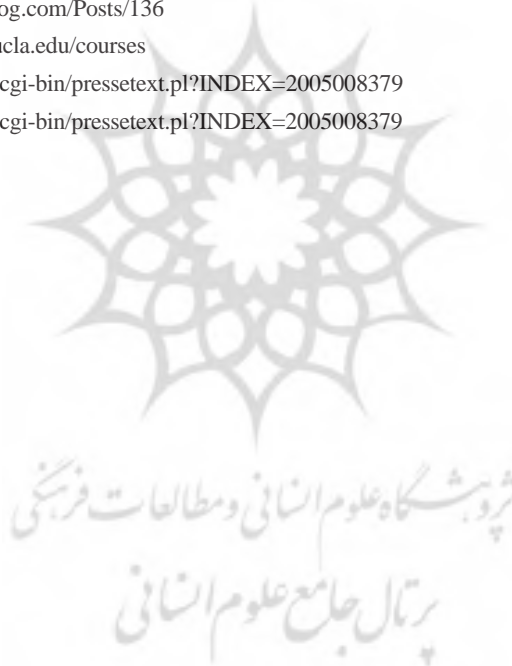 og.com/Posts/136
ucla.edu/courses
cgi-bin/pressetext.pl?INDEX=2005008379
cgi-bin/pressetext.pl?INDEX=2005008379
پژوهشگاه علوم انسانی و مطالعات فرهنگی
پرتال جامع علوم انسانی